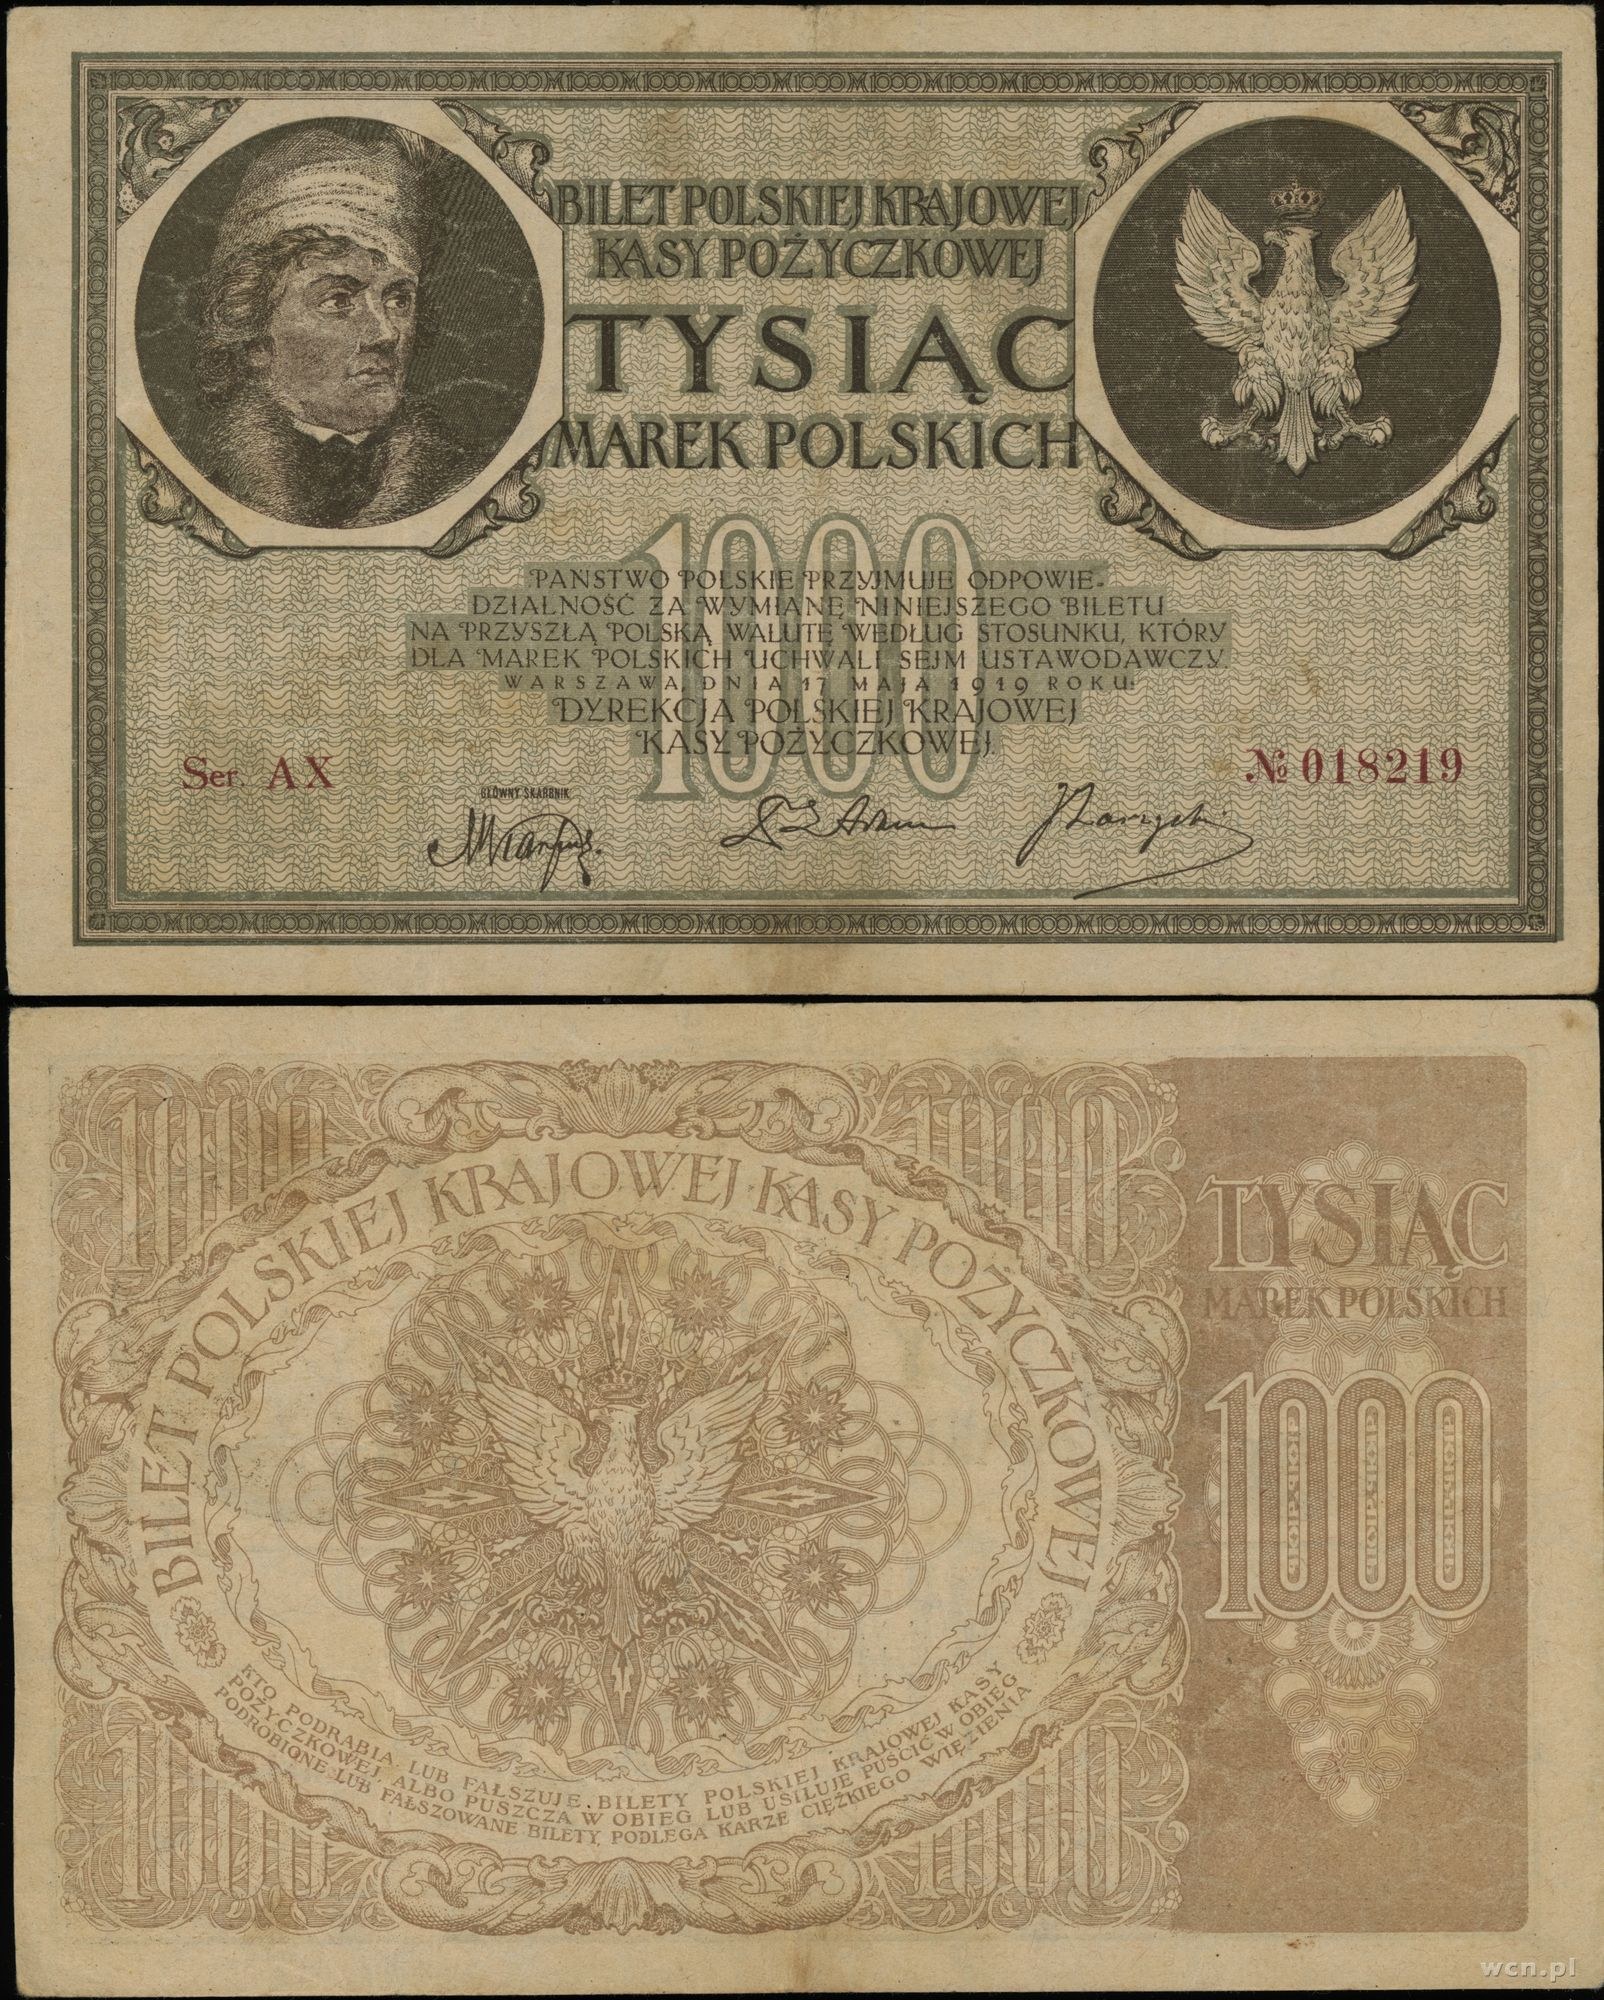 BILET POLSKIEJ KRAJOWEJ
KASY POŻYCZKOWEJ
TYSIĄC
MAREK POLSKICH
1000
PAŃSTWO POLSKIE PRZYJMUJE ODPOWIE-
DZIALNOŚĆ ZA WYMIANĘ NINIEJSZEGO BILETU
NA PRZYSZŁĄ POLSKĄ WALUTĘ WEDŁUG STOSUNKU, KTÓRY
DLA MAREK POLSKICH UCHWALI SEJM USTAWODAWCZY.
WARSZAWA, DNIA 17 MAJA 1919 ROKU:
DYREKCJA POLSKIEJ KRAJOWEJ
KASY POŻYCZKOWEJ.
Ser. AX
№ 018219
GŁÓWNY SKARBNIK
1000
1000
BILET POLSKIEJ KRAJOWEJ KASY POŻYCZKOWEJ
TYSIĄC
MAREK POLSKICH
1000
KTO PODRABIA LUB FAŁSZUJE BILETY POLSKIEJ KRAJOWEJ KASY
POŻYCZKOWEJ ALBO PUSZCZA W OBIEG LUB USIŁUJE PUŚCIĆ W OBIEG
PODROBIONE LUB FAŁSZOWANE BILETY, PODLEGA KARZE CIĘŻKIEGO WIĘZIENIA
1000
1000
wcn.pl